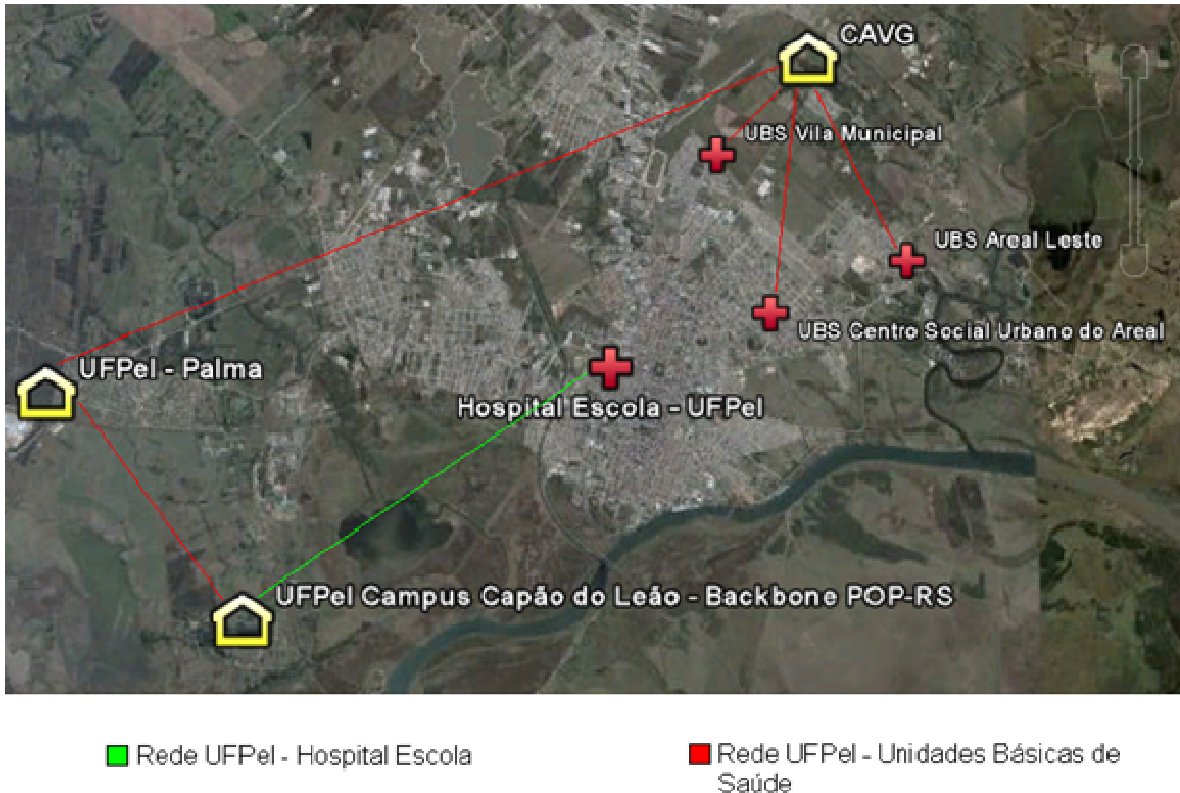 CAVG
UBS Vila Municipal
UBS Areal Leste
UBS Centro Social Urbano do Areal
UFPel - Palma
Hospital Escola - UFPel
UFPel Campus Capão do Leão - Backbone POP-RS
Rede UFPel - Hospital Escola
Rede UFPel - Unidades Básicas de
Saúde